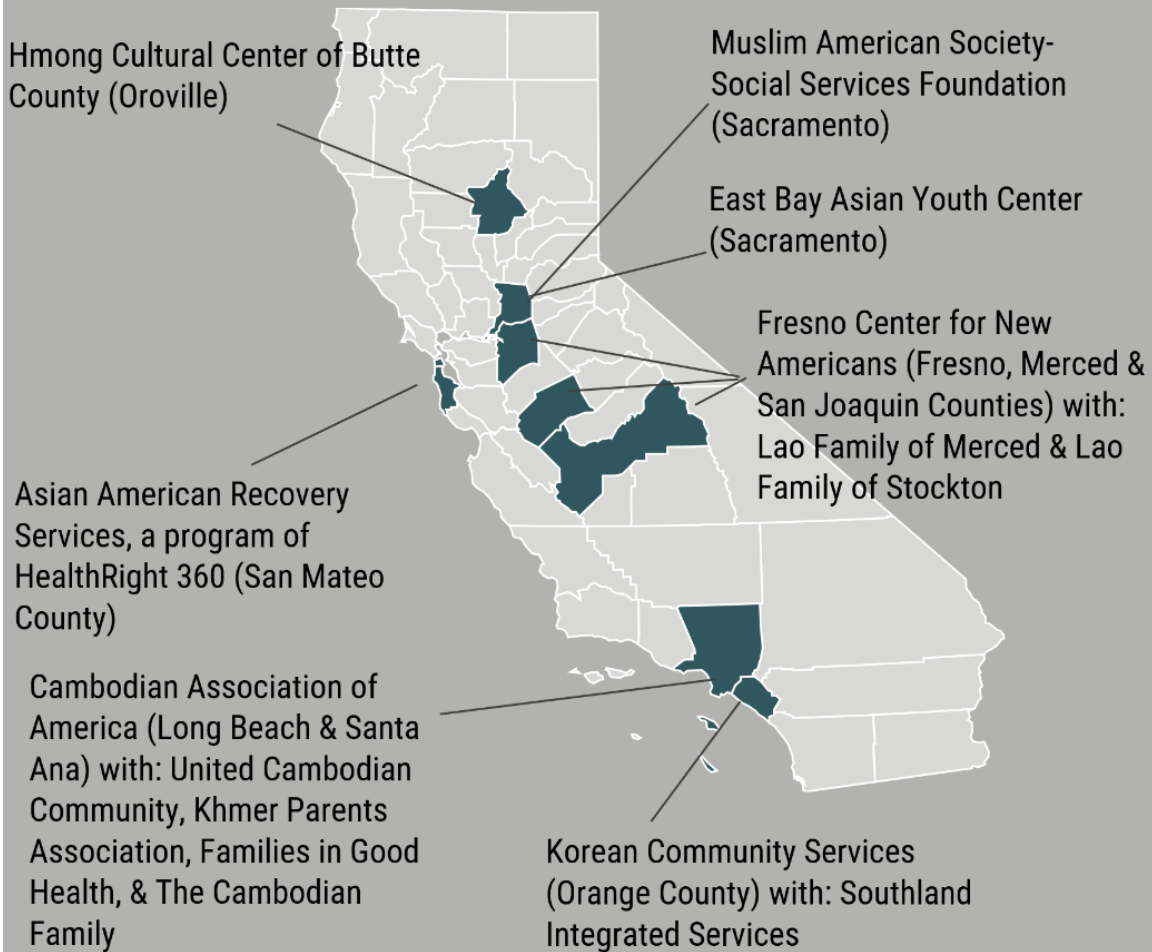 Hmong Cultural Center of Butte
County (Oroville)
Muslim American Society-
Social Services Foundation
(Sacramento)
East Bay Asian Youth Center
(Sacramento)
Fresno Center for New
Americans (Fresno, Merced &
San Joaquin Counties) with:
Lao Family of Merced & Lao
Family of Stockton
Asian American Recovery
Services, a program of
HealthRight 360 (San Mateo
County)
Cambodian Association of
America (Long Beach & Santa
Ana) with: United Cambodian
Community, Khmer Parents
Association, Families in Good
Health, & The Cambodian
Family
Korean Community Services
(Orange County) with: Southland
Integrated Services